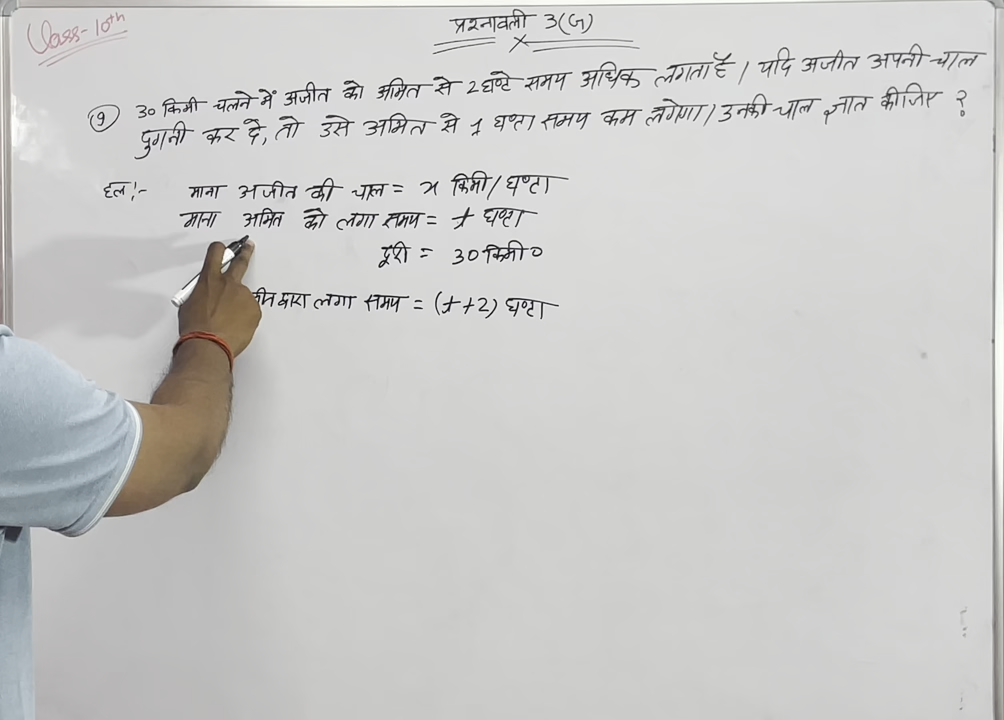 Class-10th
प्रश्नावली 3(G)
(9) 30 किमी चलने में अजीत को अमित से 2 घण्टे समय अधिक लगता है / यदि अजीत अपनी चाल
दुगनी कर दे, तो उसे अमित से 1 घण्टा समय कम लगेगा / उनकी चाल ज्ञात कीजिए ?
हल:- माना अजीत की चाल = x किमी/घण्टा
माना अमित को लगा समय = t घण्टा
दूरी = 30 किमी०
द्वारा लगा समय = (t+2) घण्टा